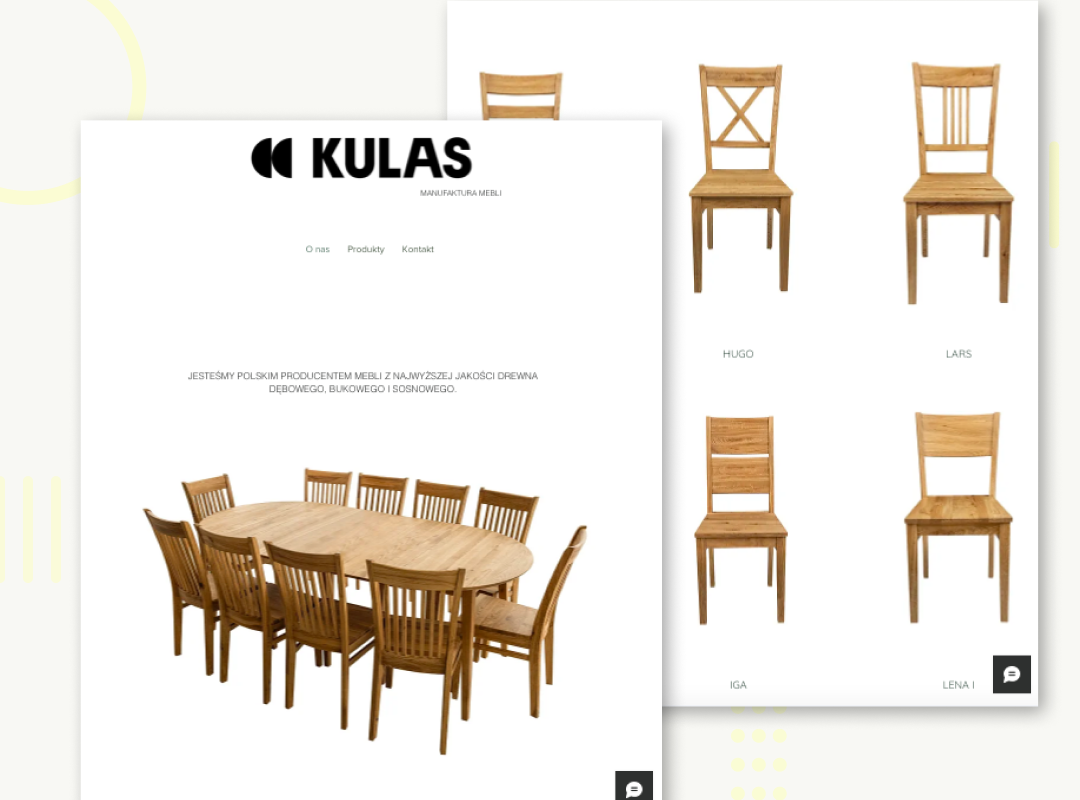 KULAS
MANUFAKTURA MEBLI
O nas Produkty Kontakt
JESTEŚMY POLSKIM PRODUCENTEM MEBLI Z NAJWYŻSZEJ JAKOŚCI DREWNA
DĘBOWEGO, BUKOWEGO I SOSNOWEGO.
HUGO
LARS
IGA
LENA I